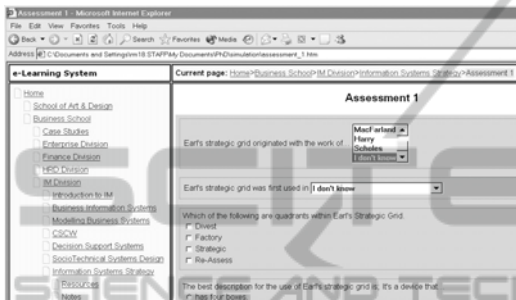 Assessment 1 - Microsoft Internet Explorer
File Edit View Favorites Tools Help
Back Search Favorites Media
Address C:\Documents and Settings\im18.STAFF\My Documents\PhD\simulation\assessment_1.htm
e-Learning System
Current page: Home>Business School>IM Division>Information Systems Strategy>Assessment 1
Home
School of Art & Design
Business School
Case Studies
Enterprise Division
Finance Division
HRD Division
IM Division
Introduction to IM
Business Information Systems
Modelling Business Systems
CSCW
Decision Support Systems
SocioTechnical Systems Design
Information Systems Strategy
Resources
Notes
Assessment 1
Earl's strategic grid originated with the work of
MacFarland
Harry
Scholes
I don't know
Earl's strategic grid was first used in I don't know
Which of the following are quadrants within Earl's Strategic Grid.
Divest
Factory
Strategic
Re-Assess
The best description for the use of Earl's strategic grid is; It's a device that
has four boxes
SCITE
SCIENCE AND TECH